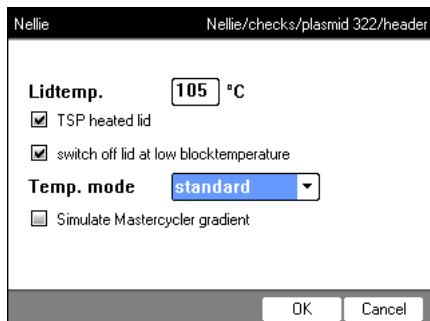 Nellie Nellie/checks/plasmid 322/header
Lidtemp. 105 °C
TSP heated lid
switch off lid at low blocktemperature
Temp. mode standard
Simulate Mastercycler gradient
OK Cancel